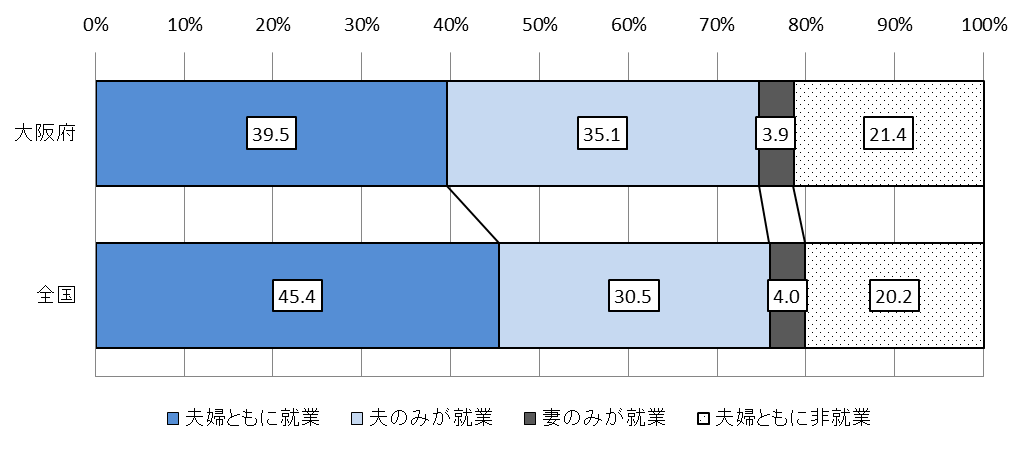 0% 10% 20% 30% 40% 50% 60% 70% 80% 90% 100%
大阪府 39.5 35.1 3.9 21.4
全国 45.4 30.5 4.0 20.2
夫婦ともに就業 夫のみが就業 妻のみが就業 夫婦ともに非就業